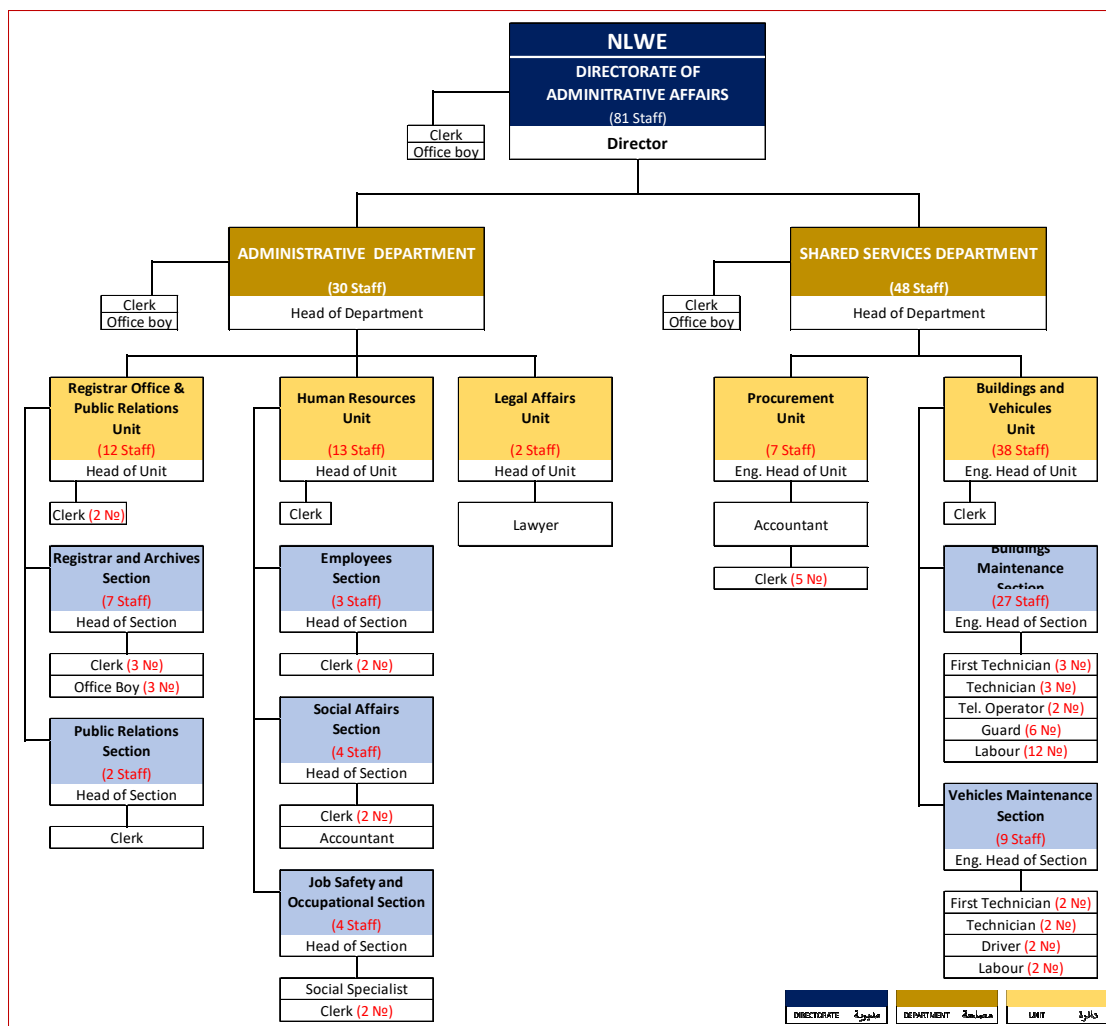 NLWE
DIRECTORATE OF
ADMINITRATIVE AFFAIRS
(81 Staff)
Director
Clerk
Office boy
ADMINISTRATIVE DEPARTMENT
(30 Staff)
Head of Department
Clerk
Office boy
SHARED SERVICES DEPARTMENT
(48 Staff)
Head of Department
Clerk
Office boy
Registrar Office &
Public Relations
Unit
(12 Staff)
Head of Unit
Clerk (2 №)
Registrar and Archives
Section
(7 Staff)
Head of Section
Clerk (3 №)
Office Boy (3 №)
Public Relations
Section
(2 Staff)
Head of Section
Clerk
Human Resources
Unit
(13 Staff)
Head of Unit
Clerk
Employees
Section
(3 Staff)
Head of Section
Clerk (2 №)
Social Affairs
Section
(4 Staff)
Head of Section
Clerk (2 №)
Accountant
Job Safety and
Occupational Section
(4 Staff)
Head of Section
Social Specialist
Clerk (2 №)
Legal Affairs
Unit
(2 Staff)
Head of Unit
Lawyer
Procurement
Unit
(7 Staff)
Eng. Head of Unit
Accountant
Clerk (5 №)
Buildings and
Vehicules
Unit
(38 Staff)
Eng. Head of Unit
Clerk
Buildings
Maintenance
Section
(27 Staff)
Eng. Head of Section
First Technician (3 №)
Technician (3 №)
Tel. Operator (2 №)
Guard (6 №)
Labour (12 №)
Vehicles Maintenance
Section
(9 Staff)
Eng. Head of Section
First Technician (2 №)
Technician (2 №)
Driver (2 №)
Labour (2 №)
DIRECTORATE مديرية
DEPARTMENT مصلحة
UNIT دائرة